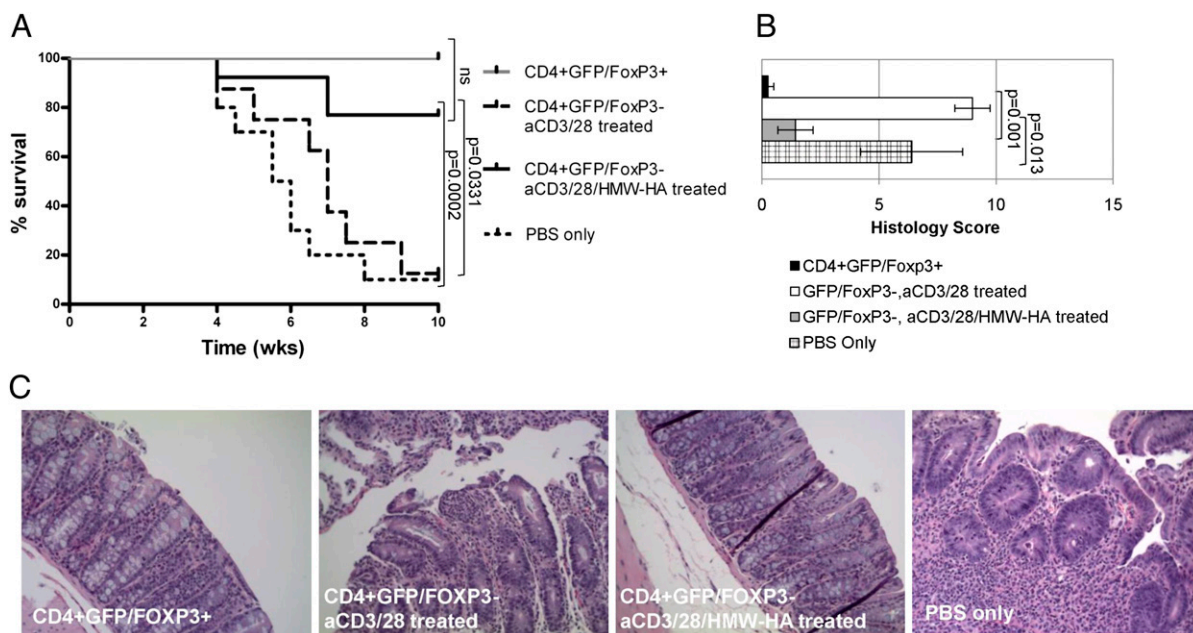 A
% survival
100
80
60
40
20
0
0
2
4
6
8
10
Time (wks)
ns
p=0.0331
p=0.0002
CD4+GFP/FoxP3+
CD4+GFP/FoxP3-
aCD3/28 treated
CD4+GFP/FoxP3-
aCD3/28/HMW-HA treated
PBS only
B
p=0.013
p=0.001
0
5
10
15
Histology Score
CD4+GFP/Foxp3+
GFP/FoxP3-,aCD3/28 treated
GFP/FoxP3-, aCD3/28/HMW-HA treated
PBS Only
C
CD4+GFP/FOXP3+
CD4+GFP/FOXP3-
aCD3/28 treated
CD4+GFP/FOXP3-
aCD3/28/HMW-HA treated
PBS only